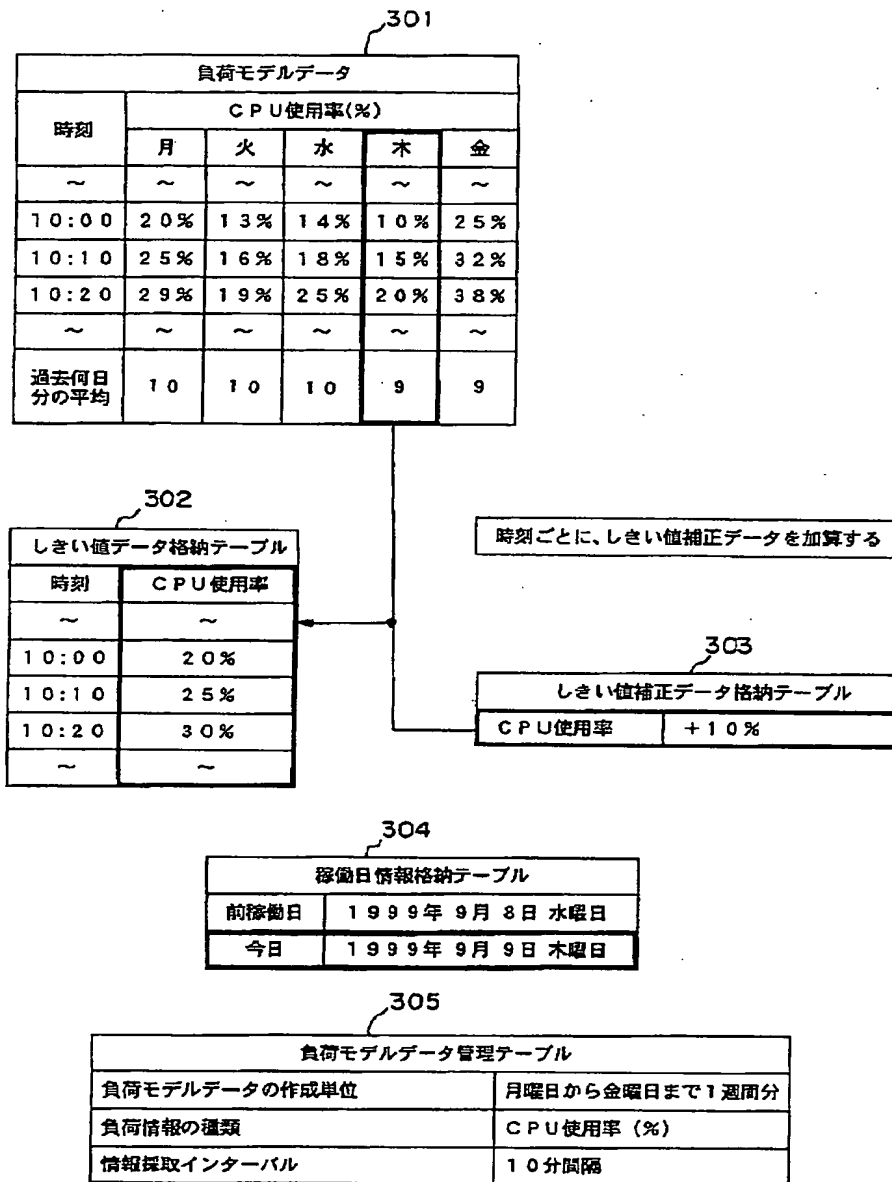 301
負荷モデルデータ
時刻 CPU使用率(%)
月 火 水 木 金
~ ~ ~ ~ ~ ~
10:00 20% 13% 14% 10% 25%
10:10 25% 16% 18% 15% 32%
10:20 29% 19% 25% 20% 38%
~ ~ ~ ~ ~ ~
過去何日
分の平均 10 10 10 9 9
302
しきい値データ格納テーブル
時刻 CPU使用率
~ ~
10:00 20%
10:10 25%
10:20 30%
~ ~
時刻ごとに、しきい値補正データを加算する
303
しきい値補正データ格納テーブル
CPU使用率 +10%
304
稼働日情報格納テーブル
前稼働日 1999年 9月 8日 水曜日
今日 1999年 9月 9日 木曜日
305
負荷モデルデータ管理テーブル
負荷モデルデータの作成単位 月曜日から金曜日まで1週間分
負荷情報の種類 CPU使用率 (%)
情報採取インターバル 10分間隔